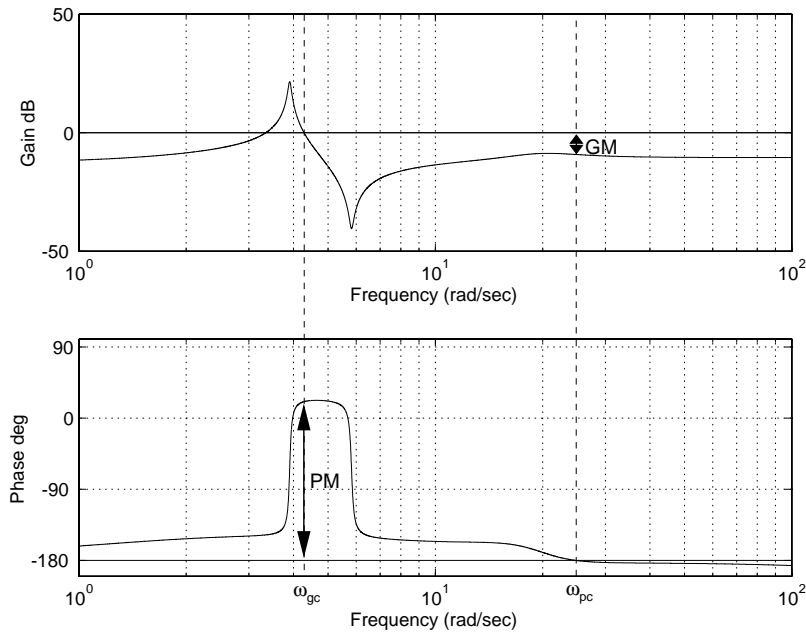 50
0
-50
Gain dB
GM
10^0
10^1
10^2
Frequency (rad/sec)
90
0
-90
-180
Phase deg
PM
10^0
ω_gc
10^1
ω_pc
10^2
Frequency (rad/sec)